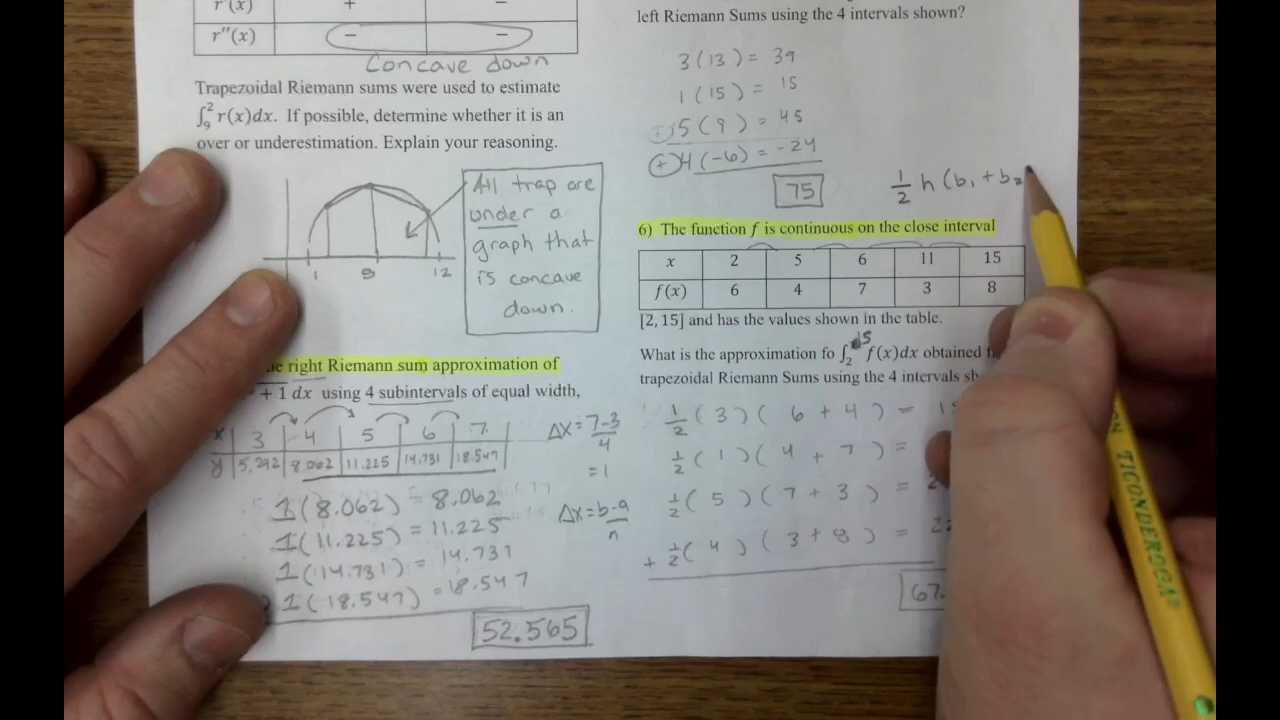 r'(x) + −
r''(x) − −
Concave down
Trapezoidal Riemann sums were used to estimate
∫₉² r(x)dx. If possible, determine whether it is an
over or underestimation. Explain your reasoning.
All trap are
under a
graph that
is concave
down.
1 8 12
right Riemann sum approximation of
+ 1 dx using 4 subintervals of equal width,
x 3 4 5 6 7
y 5.292 8.062 11.225 14.731 18.547
Δx = 7-3/4
= 1
Δx = b-a/n
1(8.062) = 8.062
1(11.225) = 11.225
1(14.731) = 14.731
1(18.547) = 18.547
52.565
left Riemann Sums using the 4 intervals shown?
3(13) = 39
1(15) = 15
(+) 5(9) = 45
(+) 4(-6) = -24
75
1/2 h (b₁ + b₂
6) The function f is continuous on the close interval
x 2 5 6 11 15
f(x) 6 4 7 3 8
[2, 15] and has the values shown in the table.
What is the approximation fo ∫₂¹⁵ f(x)dx obtained
trapezoidal Riemann Sums using the 4 intervals
1/2 (3)(6 + 4) =
1/2 (1)(4 + 7) =
1/2 (5)(7 + 3) =
+ 1/2 (4)(3 + 8) =
67.
TICONDEROGA®